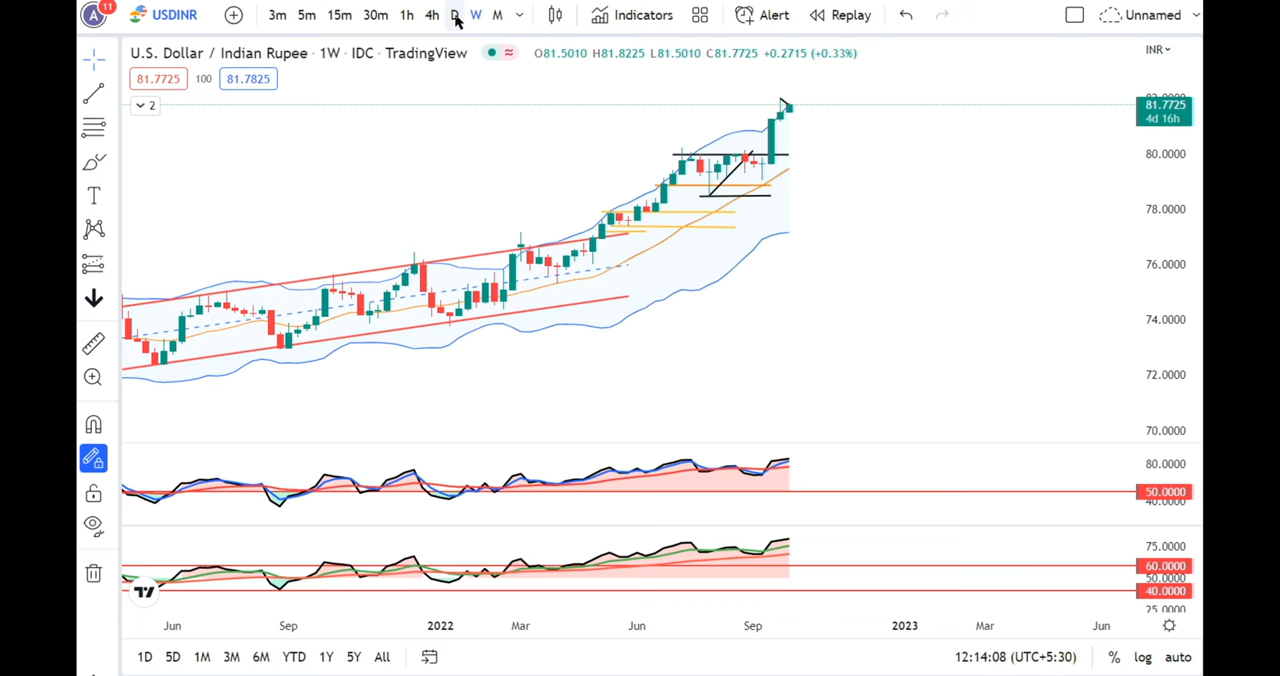 A 11 USDINR 3m 5m 15m 30m 1h 4h D W M Indicators Alert Replay Unnamed
U.S. Dollar / Indian Rupee · 1W · IDC · TradingView O81.5010 H81.8225 L81.5010 C81.7725 +0.2715 (+0.33%) INR
81.7725 100 81.7825
2
82.0000
81.7725
4d 16h
80.0000
78.0000
76.0000
74.0000
72.0000
70.0000
80.0000
50.0000
40.0000
75.0000
60.0000
50.0000
40.0000
25.0000
Jun Sep 2022 Mar Jun Sep 2023 Mar Jun
1D 5D 1M 3M 6M YTD 1Y 5Y All 12:14:08 (UTC+5:30) % log auto